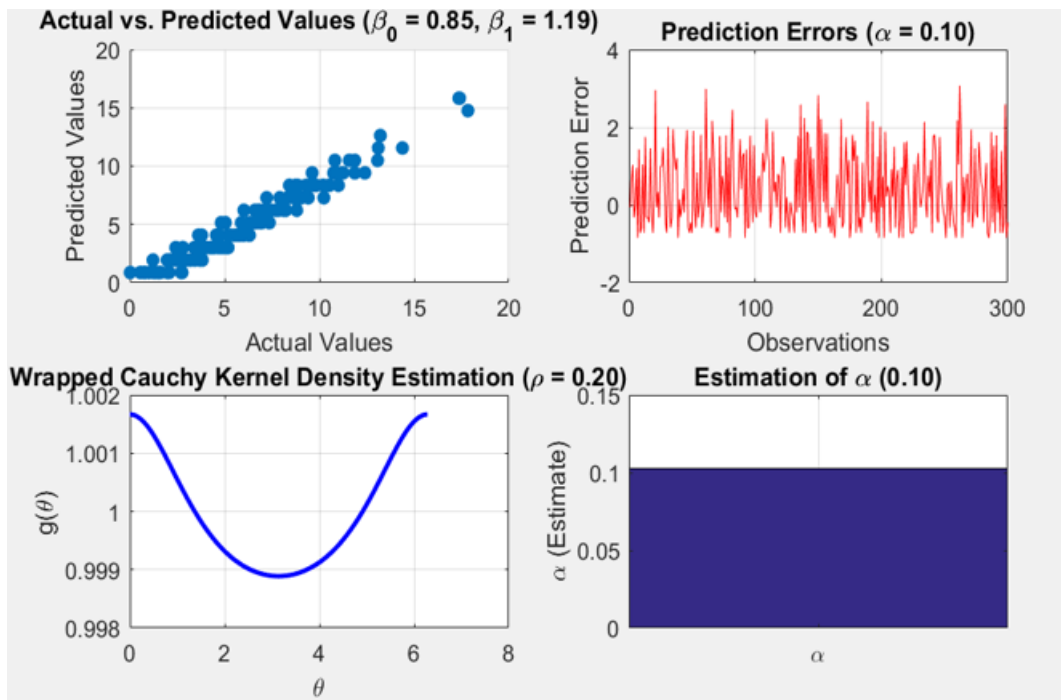 Actual vs. Predicted Values (β0 = 0.85, β1 = 1.19)
20
15
10
5
0
Predicted Values
0 5 10 15 20
Actual Values
Prediction Errors (α = 0.10)
4
2
0
-2
Prediction Error
0 100 200 300
Observations
Wrapped Cauchy Kernel Density Estimation (ρ = 0.20)
1.002
1.001
1
0.999
0.998
g(θ)
0 2 4 6 8
θ
Estimation of α (0.10)
0.15
0.1
0.05
0
α (Estimate)
α